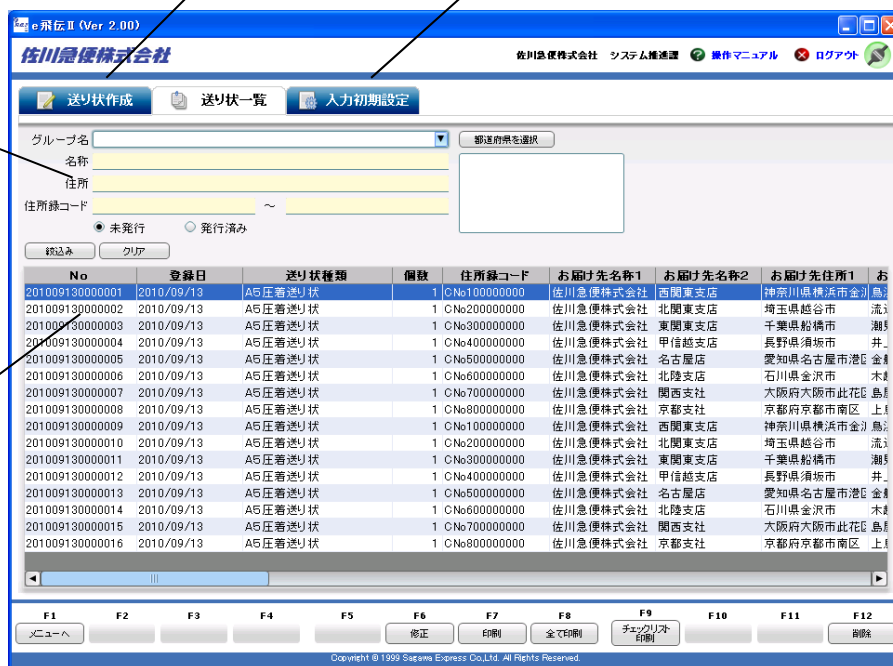 e飛伝Ⅱ (Ver 2.00)
佐川急便株式会社
佐川急便株式会社 システム推進課 操作マニュアル ログアウト
送り状作成 送り状一覧 入力初期設定
グループ名 都道府県を選択
名称
住所
住所録コード ～
未発行 発行済み
絞込み クリア
No 登録日 送り状種類 個数 住所録コード お届け先名称1 お届け先名称2 お届け先住所1 お
201009130000001 2010/09/13 A5圧着送り状 1 CNo100000000 佐川急便株式会社 西関東支店 神奈川県横浜市金
201009130000002 2010/09/13 A5圧着送り状 1 CNo200000000 佐川急便株式会社 北関東支店 埼玉県越谷市 流
201009130000003 2010/09/13 A5圧着送り状 1 CNo300000000 佐川急便株式会社 東関東支店 千葉県船橋市 潮
201009130000004 2010/09/13 A5圧着送り状 1 CNo400000000 佐川急便株式会社 甲信越支店 長野県須坂市 井
201009130000005 2010/09/13 A5圧着送り状 1 CNo500000000 佐川急便株式会社 名古屋店 愛知県名古屋市港区 金
201009130000006 2010/09/13 A5圧着送り状 1 CNo600000000 佐川急便株式会社 北陸支店 石川県金沢市 木
201009130000007 2010/09/13 A5圧着送り状 1 CNo700000000 佐川急便株式会社 関西支社 大阪府大阪市此花区 島
201009130000008 2010/09/13 A5圧着送り状 1 CNo800000000 佐川急便株式会社 京都支社 京都府京都市南区 上
201009130000009 2010/09/13 A5圧着送り状 1 CNo100000000 佐川急便株式会社 西関東支店 神奈川県横浜市金
201009130000010 2010/09/13 A5圧着送り状 1 CNo200000000 佐川急便株式会社 北関東支店 埼玉県越谷市 流
201009130000011 2010/09/13 A5圧着送り状 1 CNo300000000 佐川急便株式会社 東関東支店 千葉県船橋市 潮
201009130000012 2010/09/13 A5圧着送り状 1 CNo400000000 佐川急便株式会社 甲信越支店 長野県須坂市 井
201009130000013 2010/09/13 A5圧着送り状 1 CNo500000000 佐川急便株式会社 名古屋店 愛知県名古屋市港区 金
201009130000014 2010/09/13 A5圧着送り状 1 CNo600000000 佐川急便株式会社 北陸支店 石川県金沢市 木
201009130000015 2010/09/13 A5圧着送り状 1 CNo700000000 佐川急便株式会社 関西支社 大阪府大阪市此花区 島
201009130000016 2010/09/13 A5圧着送り状 1 CNo800000000 佐川急便株式会社 京都支社 京都府京都市南区 上
F1 F2 F3 F4 F5 F6 F7 F8 F9 F10 F11 F12
メニューへ 修正 印刷 全て印刷 チェックリスト印刷 削除
Copyright © 1999 Sagawa Express Co.,Ltd. All Rights Reserved.